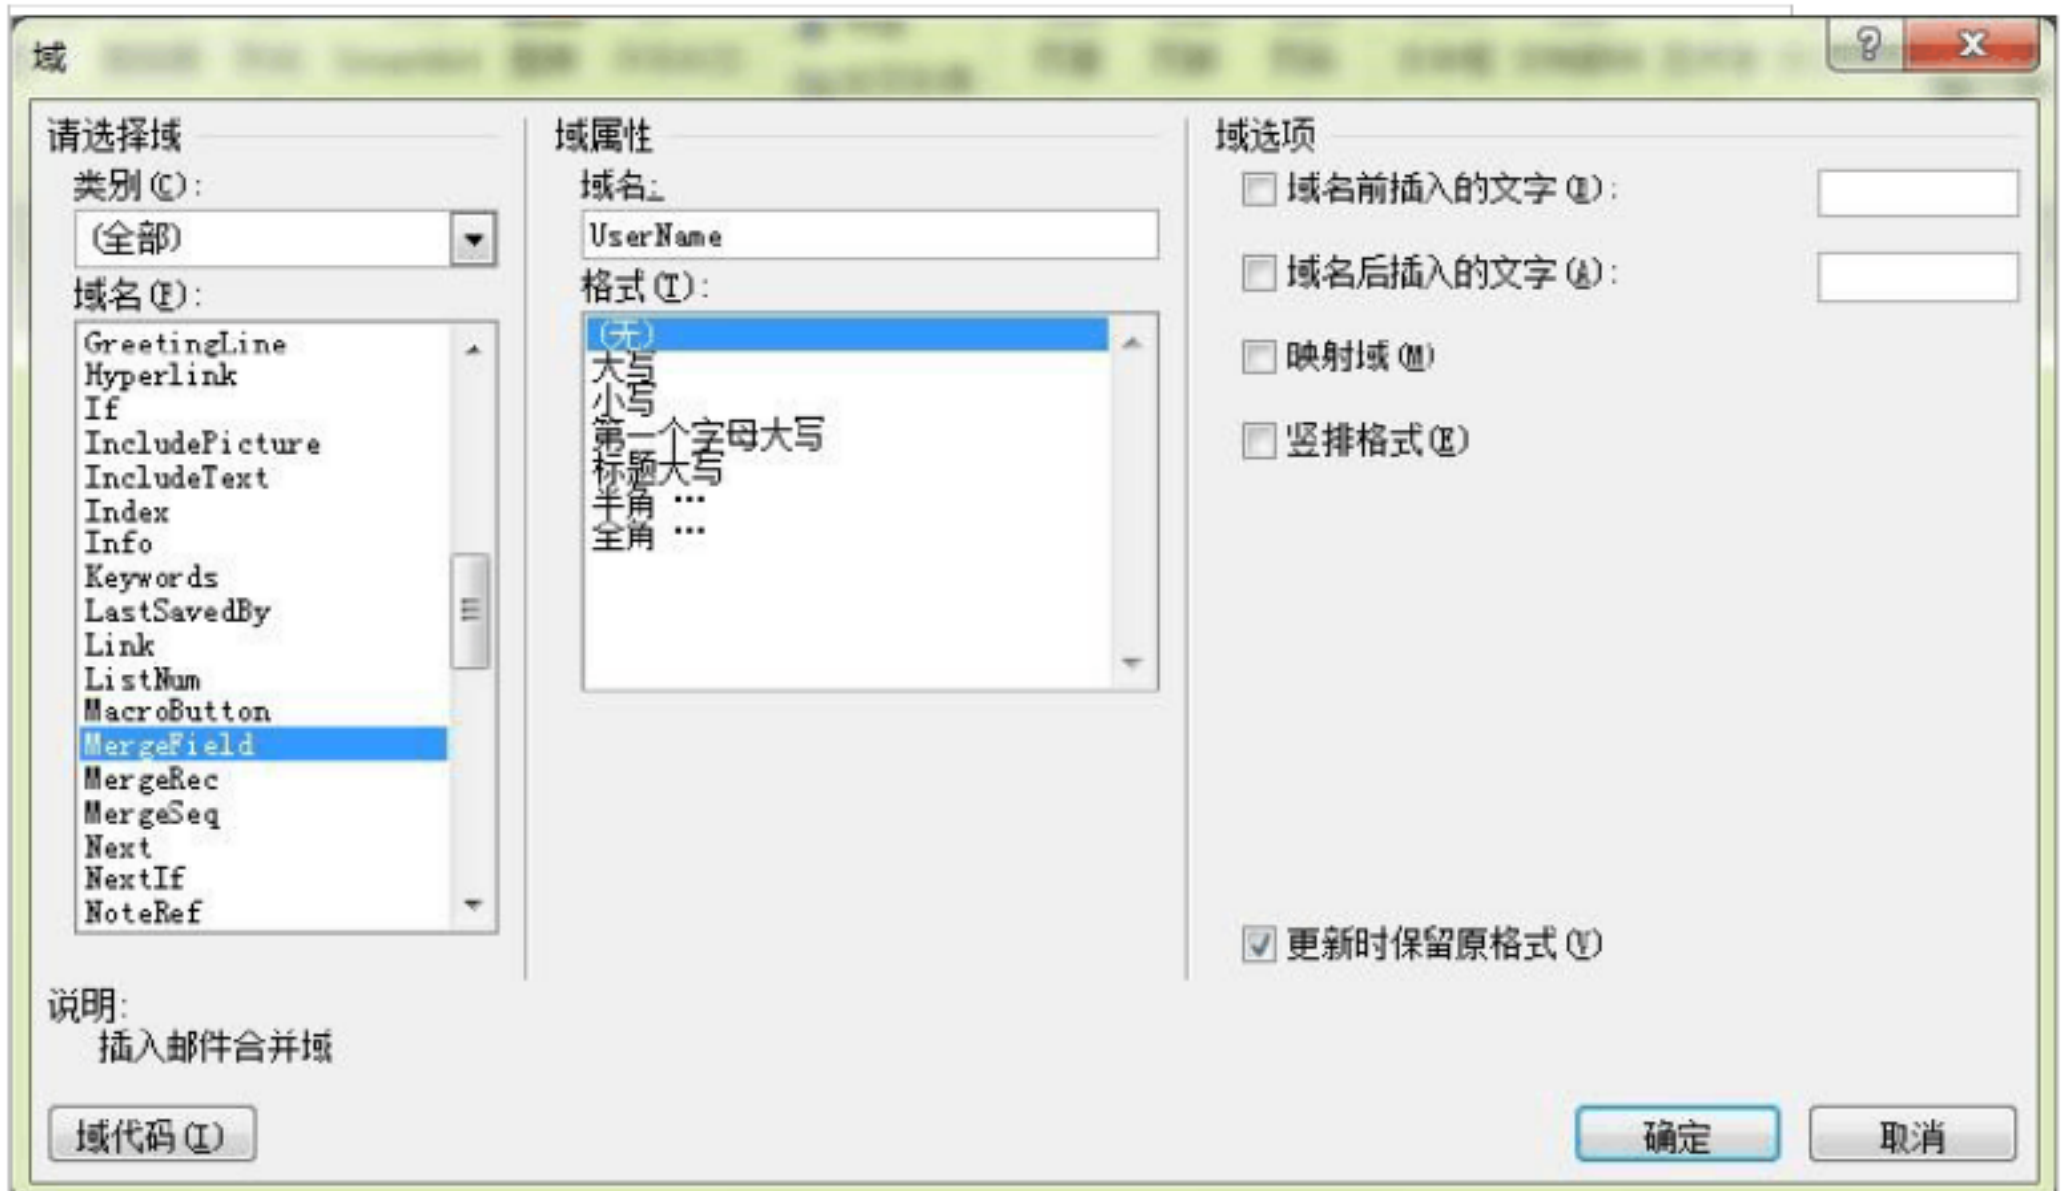 域
请选择域
类别(C):
(全部)
域名(F):
GreetingLine
Hyperlink
If
IncludePicture
IncludeText
Index
Info
Keywords
LastSavedBy
Link
ListNum
MacroButton
MergeField
MergeRec
MergeSeq
Next
NextIf
NoteRef
域属性
域名:
UserName
格式(T):
(无)
大写
小写
第一个字母大写
标题大写
半角 ...
全角 ...
域选项
域名前插入的文字(B):
域名后插入的文字(A):
映射域(M)
竖排格式(E)
更新时保留原格式(V)
说明:
插入邮件合并域
域代码(I)
确定
取消